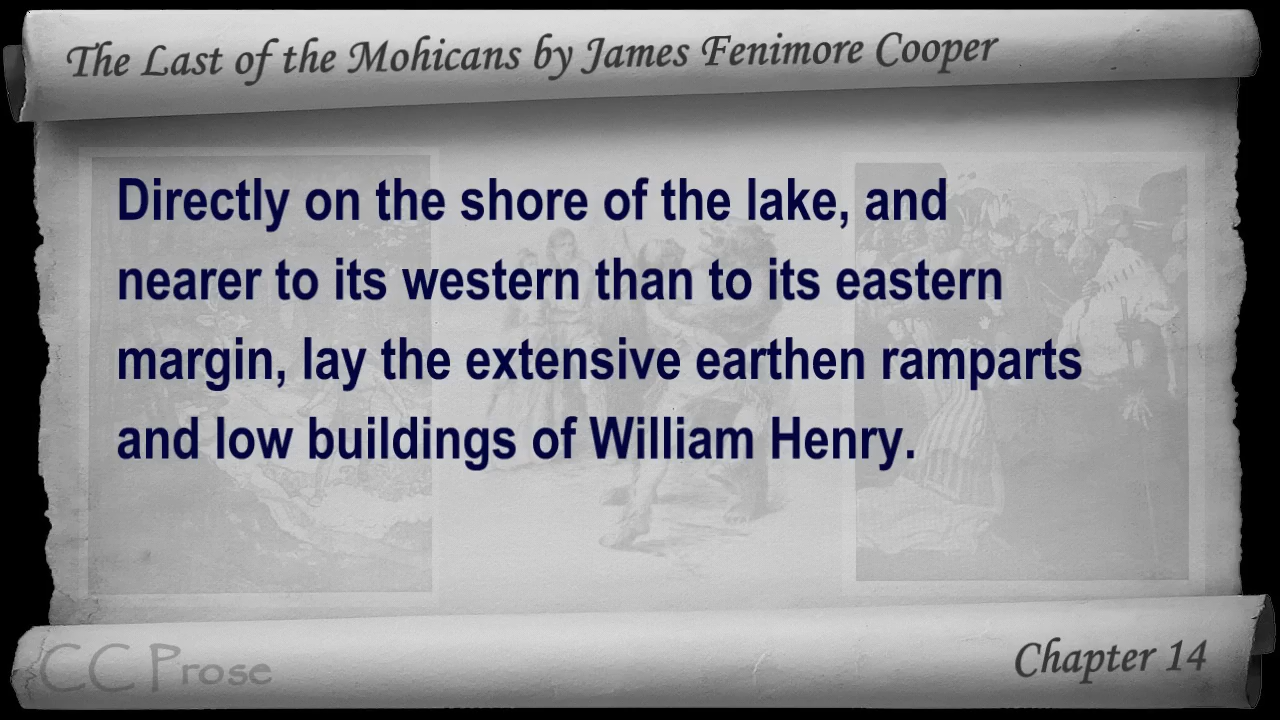 The Last of the Mohicans by James Fenimore Cooper
Directly on the shore of the lake, and
nearer to its western than to its eastern
margin, lay the extensive earthen ramparts
and low buildings of William Henry.
CC Prose
Chapter 14